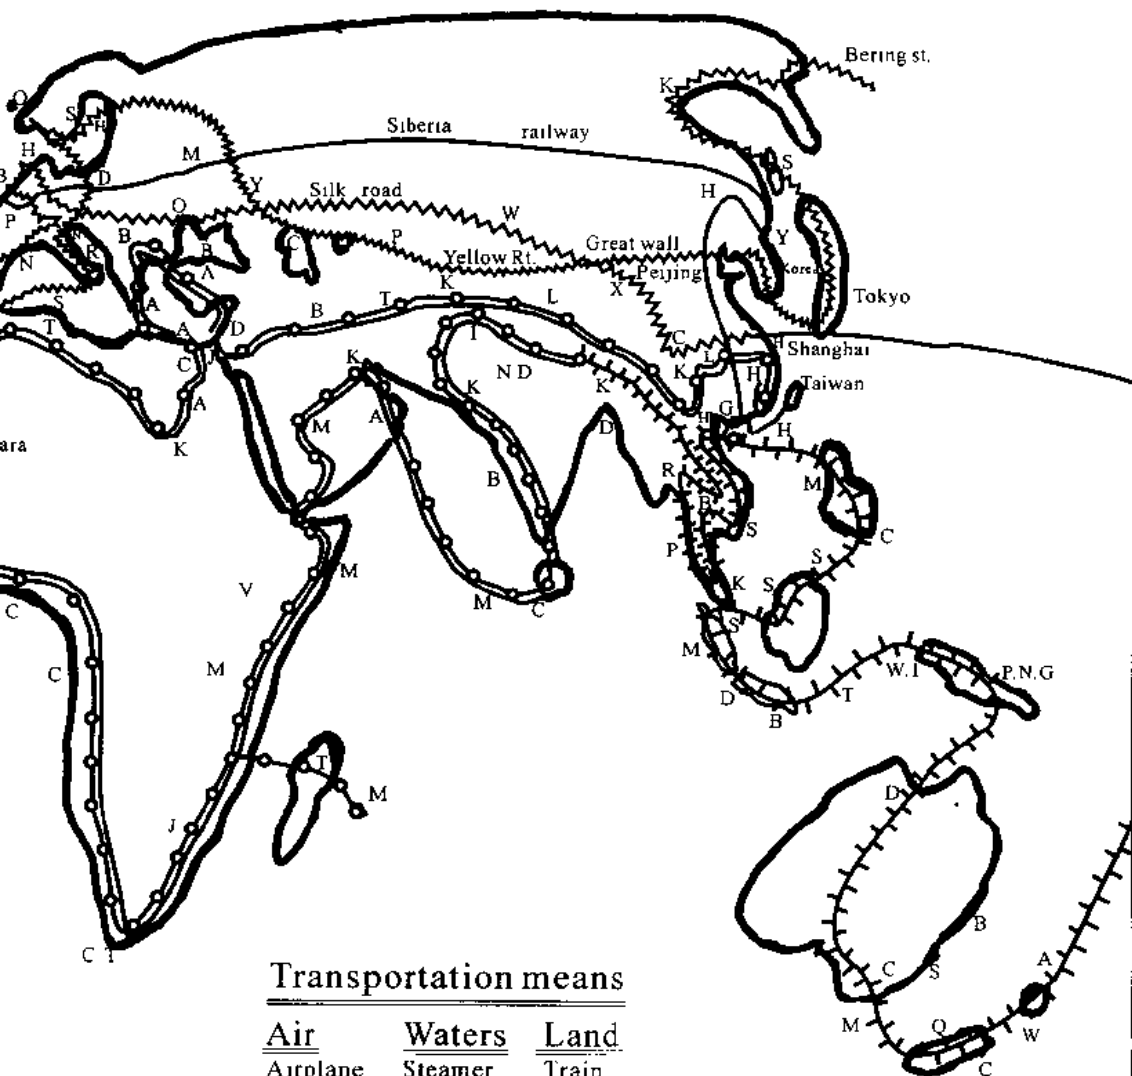 Bering st.
K
O
S
H
Siberia railway
H
M
S
B
D
Y
H
P
Silk road
W
O
B
B
C
P
Great wall
Y
N
R
A
Yellow Rt.
Peijing
Korea
K
X
S
A
B
T
L
Tokyo
T
A
D
C
H
Shanghai
C
J
I
L
K
N D
K
K
H
Taiwan
A
K
A
G
M
D
H
H
K
ara
R
M
B
B
S
C
P
S
V
M
S
K
C
M
C
S
C
M
M
W.I
P.N.G
D
T
B
T
M
D
J
B
C T
C
S
A
Transportation means
M
Q
W
Air Waters Land
C
Airplane Steamer Train